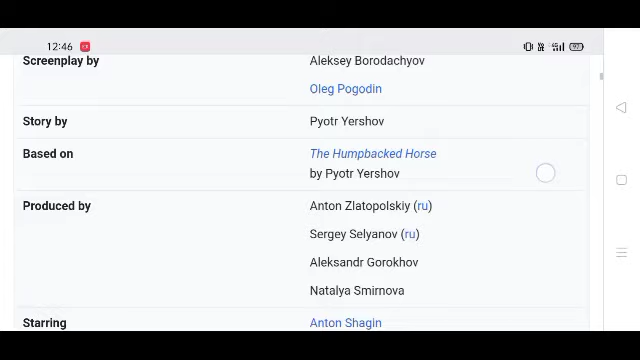 12:46
Screenplay by Aleksey Borodachyov
Oleg Pogodin
Story by Pyotr Yershov
Based on The Humpbacked Horse
by Pyotr Yershov
Produced by Anton Zlatopolskiy (ru)
Sergey Selyanov (ru)
Aleksandr Gorokhov
Natalya Smirnova
Starring Anton Shagin